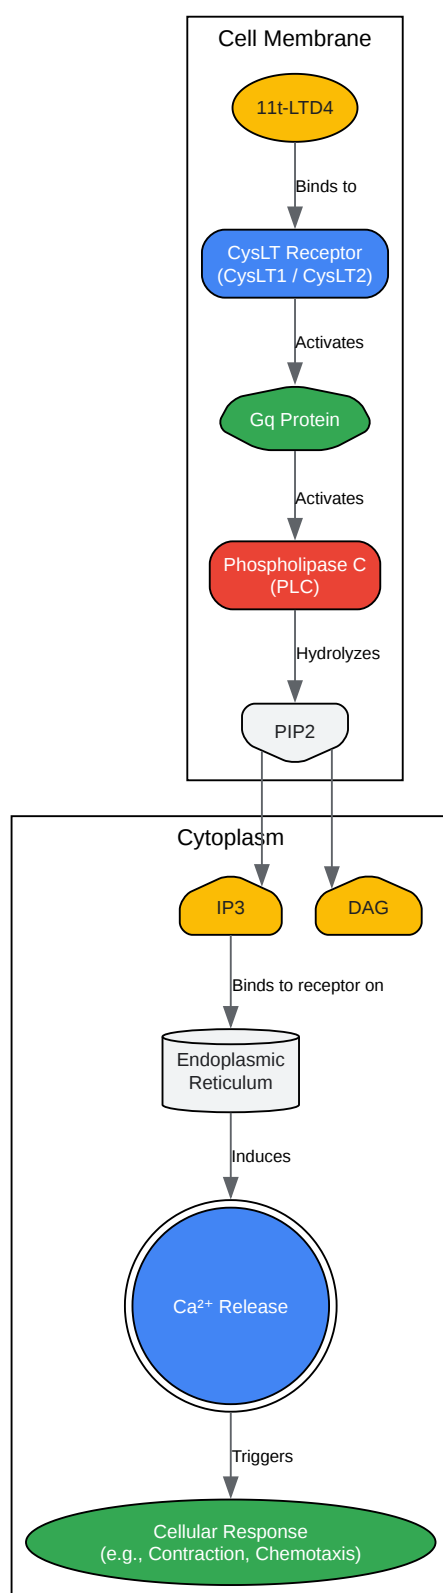 Cell Membrane
11t-LTD4
Binds to
CysLT Receptor
(CysLT1 / CysLT2)
Activates
Gq Protein
Activates
Phospholipase C
(PLC)
Hydrolyzes
PIP2
Cytoplasm
IP3
DAG
Binds to receptor on
Endoplasmic
Reticulum
Induces
Ca²⁺ Release
Triggers
Cellular Response
(e.g., Contraction, Chemotaxis)